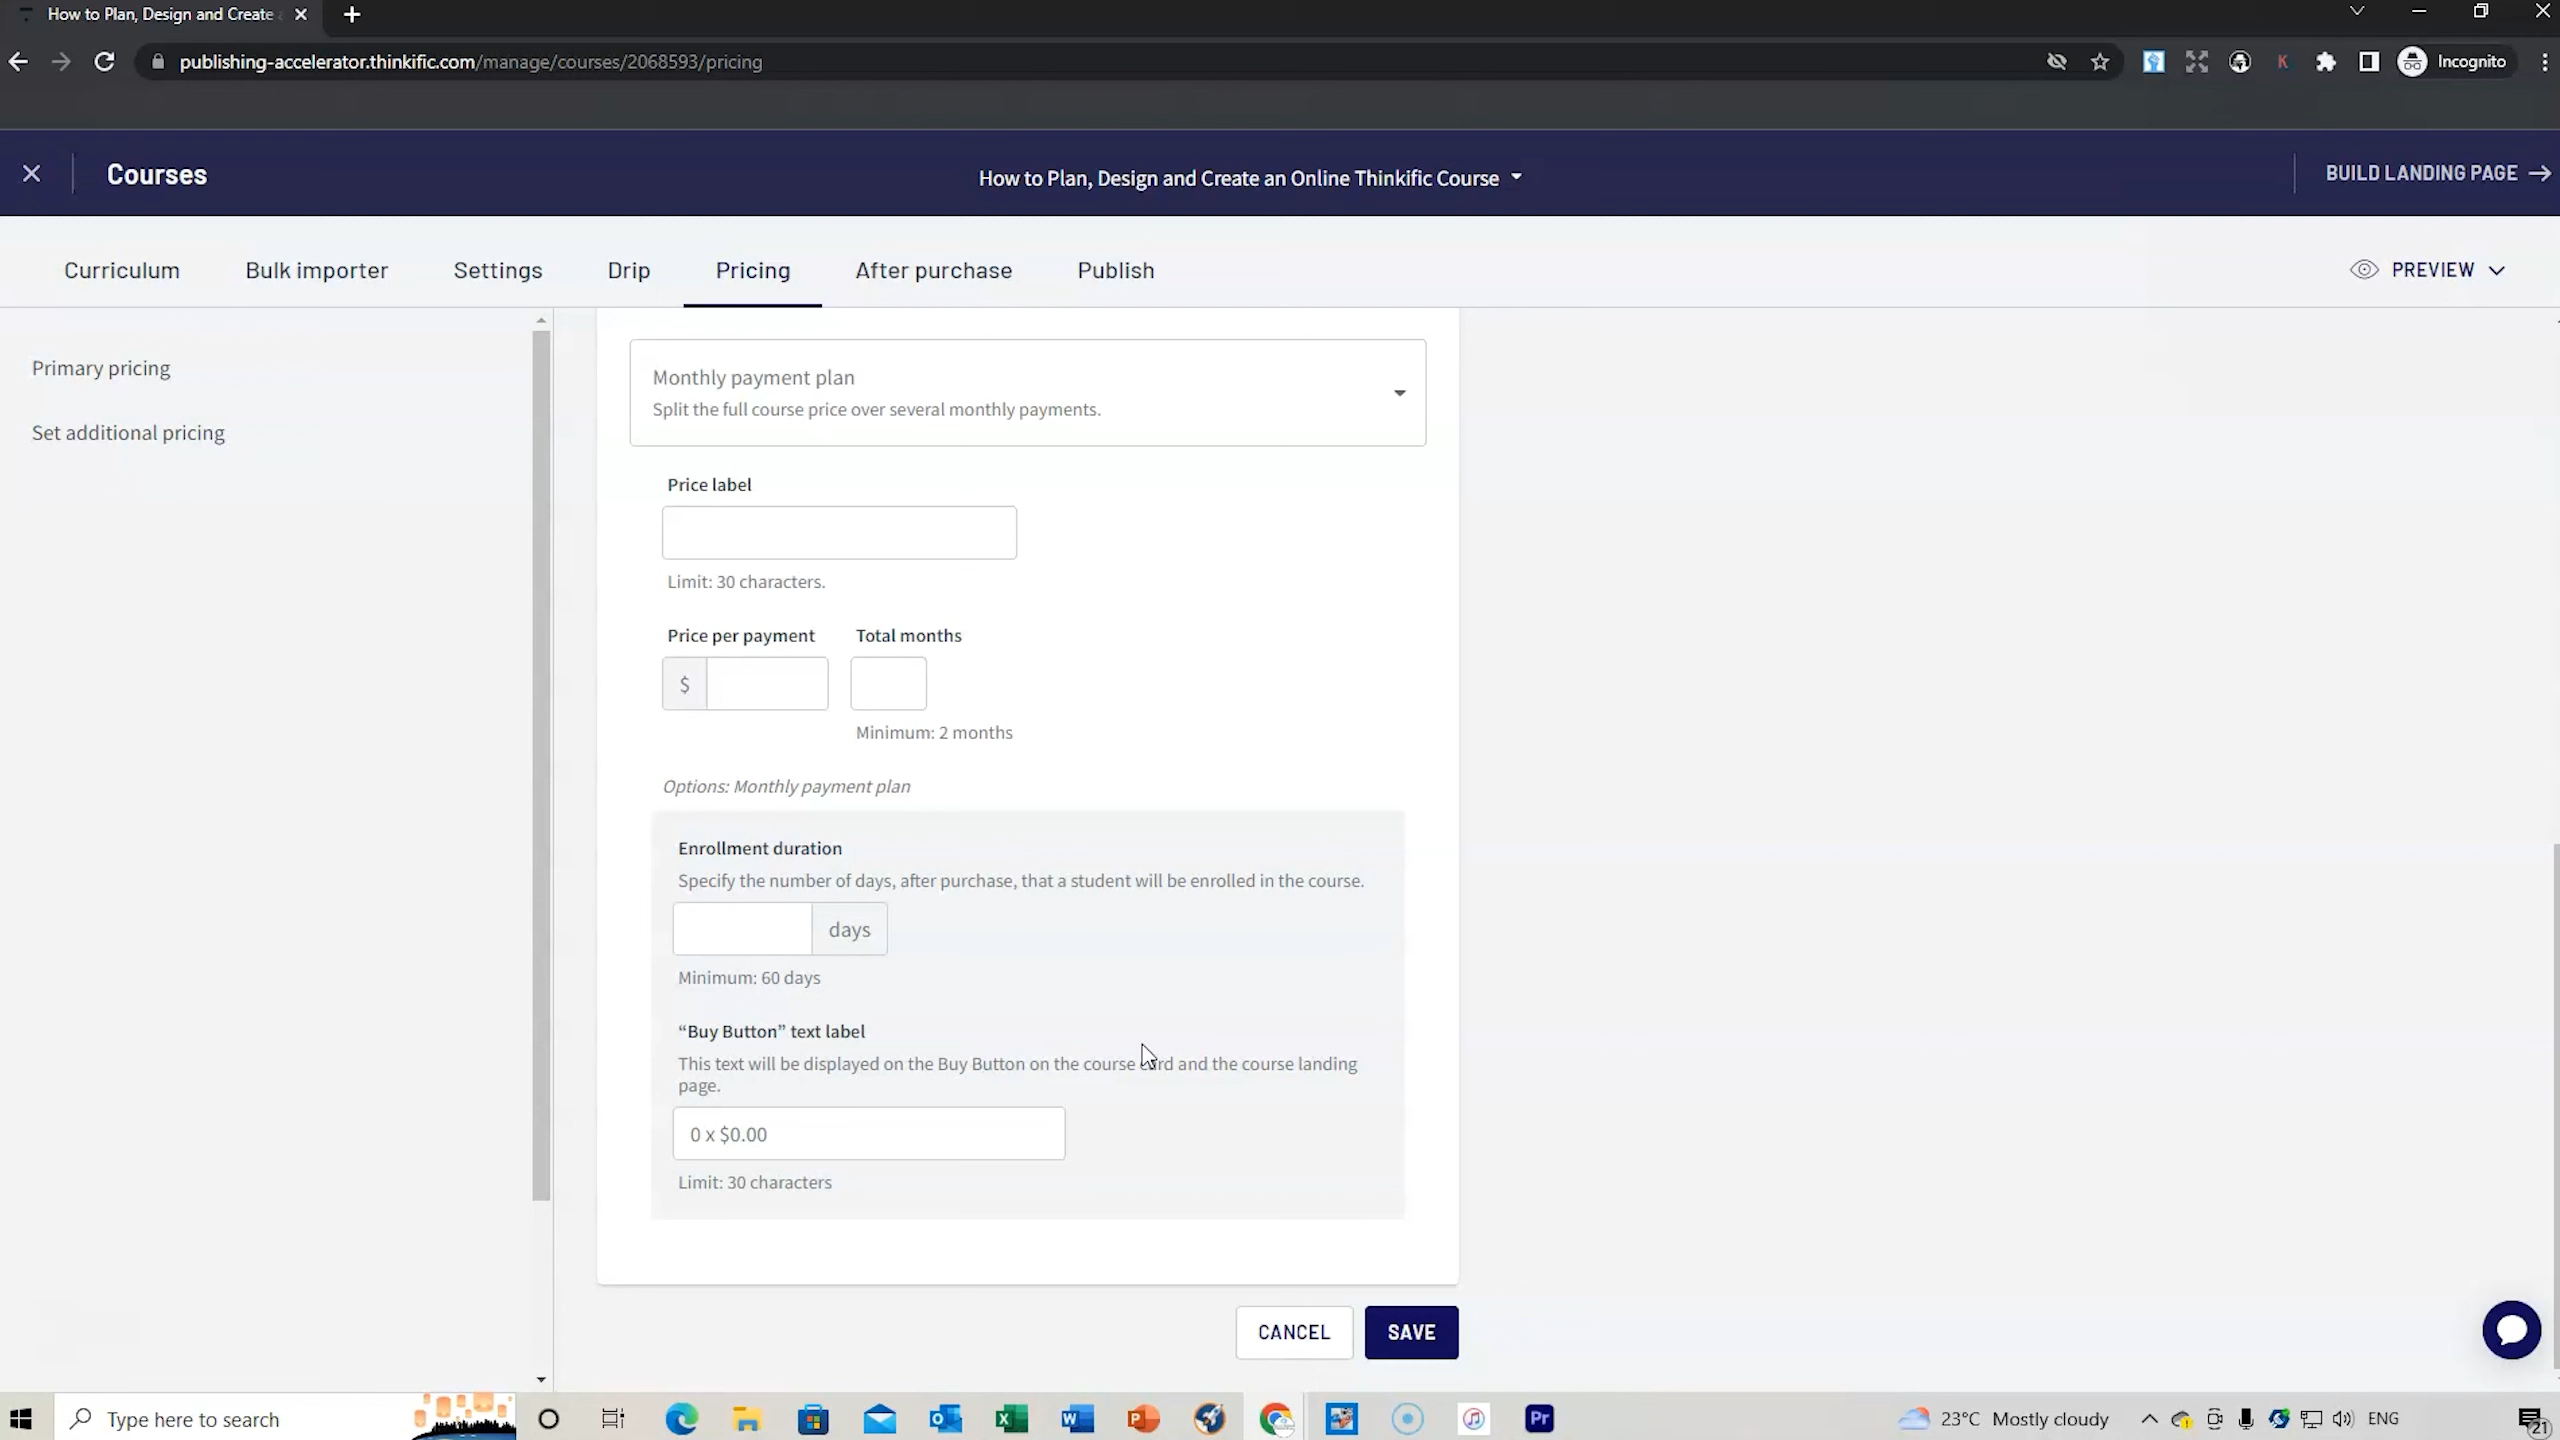 How to Plan, Design and Create
publishing-accelerator.thinkific.com/manage/courses/2068593/pricing
K
Incognito
Courses
How to Plan, Design and Create an Online Thinkific Course
BUILD LANDING PAGE
Curriculum
Bulk importer
Settings
Drip
Pricing
After purchase
Publish
PREVIEW
Primary pricing
Set additional pricing
Monthly payment plan
Split the full course price over several monthly payments.
Price label
Limit: 30 characters.
Price per payment
Total months
$
Minimum: 2 months
Options: Monthly payment plan
Enrollment duration
Specify the number of days, after purchase, that a student will be enrolled in the course.
days
Minimum: 60 days
“Buy Button” text label
This text will be displayed on the Buy Button on the course card and the course landing
page.
0 x $0.00
Limit: 30 characters
CANCEL
SAVE
Type here to search
Pr
23°C Mostly cloudy
ENG
21